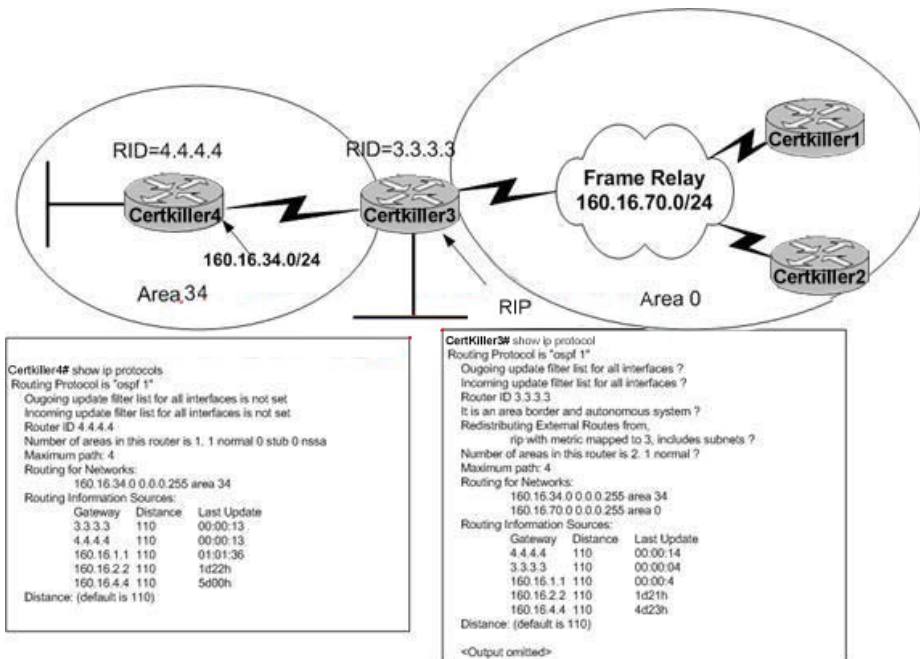 RID=4.4.4.4
RID=3.3.3.3
Certkiller4
Certkiller3
160.16.34.0/24
Area 34
Frame Relay
160.16.70.0/24
Certkiller1
Certkiller2
RIP
Area 0
Certkiller4# show ip protocols
Routing Protocol is "ospf 1"
Ougoing update filter list for all interfaces is not set
Incoming update filter list for all interfaces is not set
Router ID 4.4.4.4
Number of areas in this router is 1. 1 normal 0 stub 0 nssa
Maximum path: 4
Routing for Networks:
160.16.34.0 0.0.0.255 area 34
Routing Information Sources:
Gateway Distance Last Update
3.3.3.3 110 00:00:13
4.4.4.4 110 00:00:13
160.16.1.1 110 01:01:36
160.16.2.2 110 1d22h
160.16.4.4 110 5d00h
Distance: (default is 110)
CertKiller3# show ip protocol
Routing Protocol is "ospf 1"
Ougoing update filter list for all interfaces ?
Incoming update filter list for all interfaces ?
Router ID 3.3.3.3
It is an area border and autonomous system ?
Redistributing External Routes from,
rip with metric mapped to 3, includes subnets ?
Number of areas in this router is 2. 1 normal ?
Maximum path: 4
Routing for Networks:
160.16.34.0 0.0.0.255 area 34
160.16.70.0 0.0.0.255 area 0
Routing Information Sources:
Gateway Distance Last Update
4.4.4.4 110 00:00:14
3.3.3.3 110 00:00:04
160.16.1.1 110 00:00:4
160.16.2.2 110 1d21h
160.16.4.4 110 4d23h
Distance: (default is 110)
<Output omitted>